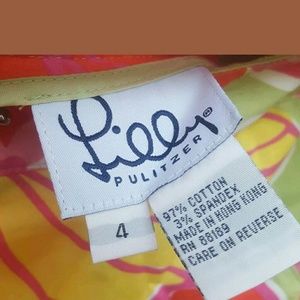 Lilly®
PULITZER
4
97% COTTON
3% SPANDEX
MADE IN HONG KONG
RN 88189
CARE ON REVERSE